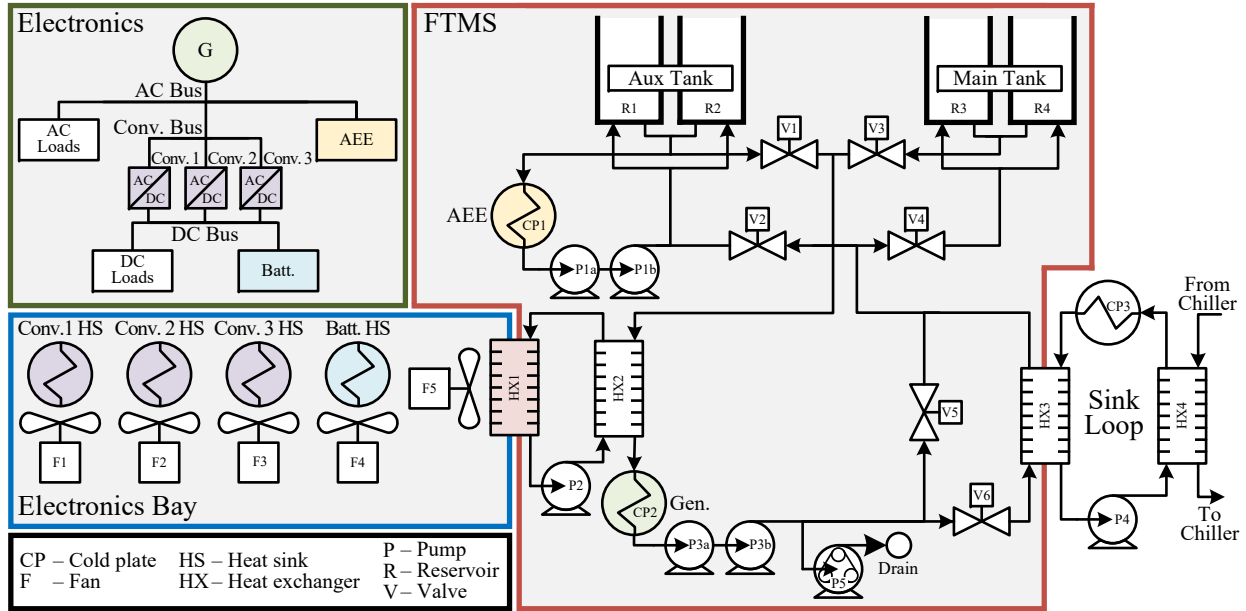 Electronics
G
AC Bus
AC
Loads
AEE
Conv. Bus
Conv. 1
Conv. 2
Conv. 3
AC
DC
AC
DC
AC
DC
DC Bus
DC
Loads
Batt.
FTMS
Aux Tank
R1
R2
Main Tank
R3
R4
V1
V3
AEE
CP1
V2
V4
P1a
P1b
Conv.1 HS
Conv. 2 HS
Conv. 3 HS
Batt. HS
F1
F2
F3
F4
F5
Electronics Bay
HX1
HX2
P2
CP2
Gen.
P3a
P3b
P5
Drain
V5
V6
HX3
CP3
From
Chiller
Sink
Loop
HX4
P4
To
Chiller
CP – Cold plate
F – Fan
HS – Heat sink
HX – Heat exchanger
P – Pump
R – Reservoir
V – Valve